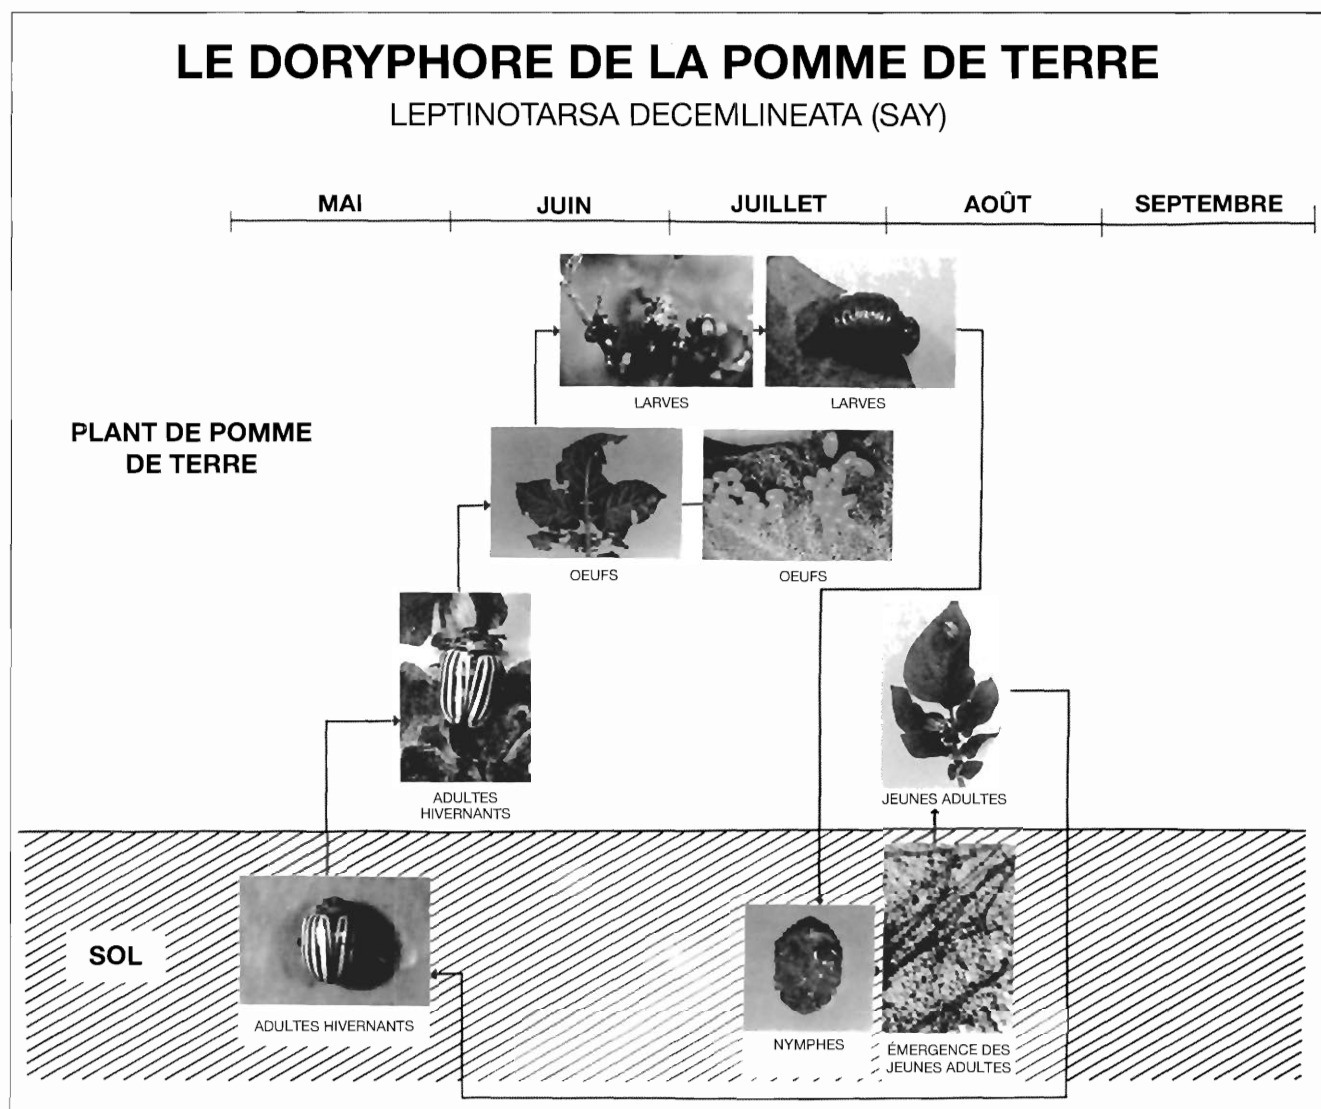 LE DORYPHORE DE LA POMME DE TERRE
LEPTINOTARSA DECEMLINEATA (SAY)
MAI
JUIN
JUILLET
AOÛT
SEPTEMBRE
LARVES
LARVES
PLANT DE POMME
DE TERRE
OEUFS
OEUFS
ADULTES
HIVERNANTS
JEUNES ADULTES
SOL
ADULTES HIVERNANTS
NYMPHES
ÉMERGENCE DES
JEUNES ADULTES